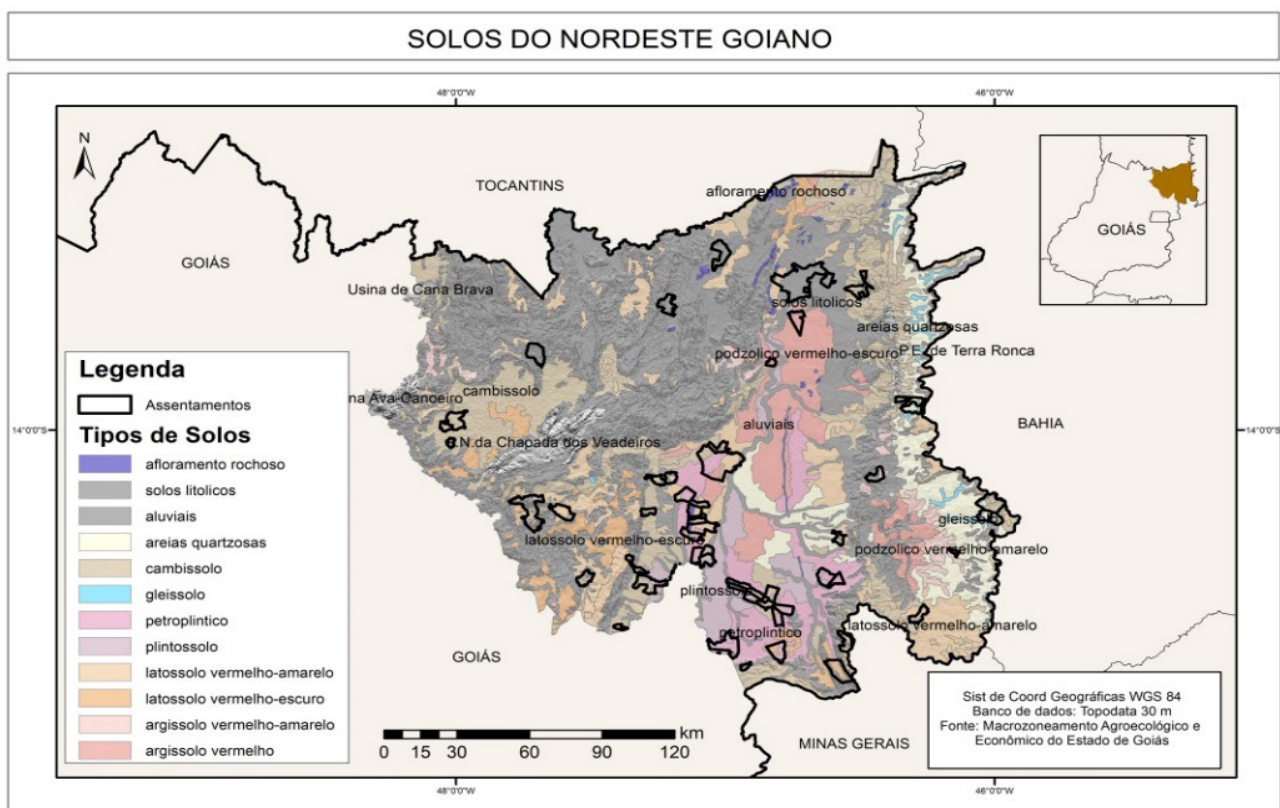 SOLOS DO NORDESTE GOIANO
48°0'0"W
46°0'0"W
N
TOCANTINS
GOIÁS
afloramento rochoso
GOIÁS
Usina de Cana Brava
solos litolicos
areias quartzosas
podzolico vermelho-escuro
P.E. de Terra Ronca
Legenda
Assentamentos
Tipos de Solos
afloramento rochoso
solos litolicos
aluviais
areias quartzosas
cambissolo
gleissolo
petroplintico
plintossolo
latossolo vermelho-amarelo
latossolo vermelho-escuro
argissolo vermelho-amarelo
argissolo vermelho
cambissolo
na Ava-Canoeiro
14°0'0"S
aluviais
BAHIA
14°0'0"S
.N.da Chapada dos Veadeiros
gleissolo
latossolo vermelho-escuro
podzolico vermelho-amarelo
plintossolo
petroplintico
latossolo vermelho-amarelo
GOIÁS
MINAS GERAIS
km
0 15 30 60 90 120
Sist de Coord Geográficas WGS 84
Banco de dados: Topodata 30 m
Fonte: Macrozoneamento Agroecológico e
Econômico do Estado de Goiás
48°0'0"W
46°0'0"W